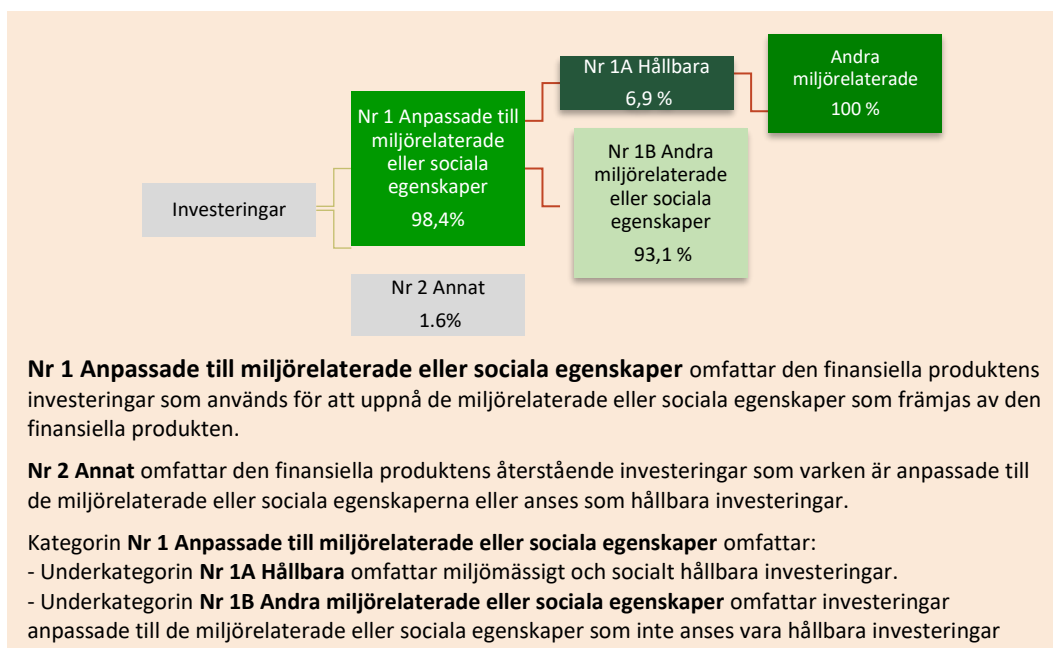 Investeringar
Nr 1 Anpassade till
miljörelaterade
eller sociala
egenskaper
98,4%
Nr 2 Annat
1.6%
Nr 1A Hållbara
6,9 %
Nr 1B Andra
miljörelaterade
eller sociala
egenskaper
93,1 %
Andra
miljörelaterade
100 %
Nr 1 Anpassade till miljörelaterade eller sociala egenskaper omfattar den finansiella produktens
investeringar som används för att uppnå de miljörelaterade eller sociala egenskaper som främjas av den
finansiella produkten.
Nr 2 Annat omfattar den finansiella produktens återstående investeringar som varken är anpassade till
de miljörelaterade eller sociala egenskaperna eller anses som hållbara investeringar.
Kategorin Nr 1 Anpassade till miljörelaterade eller sociala egenskaper omfattar:
- Underkategorin Nr 1A Hållbara omfattar miljömässigt och socialt hållbara investeringar.
- Underkategorin Nr 1B Andra miljörelaterade eller sociala egenskaper omfattar investeringar
anpassade till de miljörelaterade eller sociala egenskaper som inte anses vara hållbara investeringar